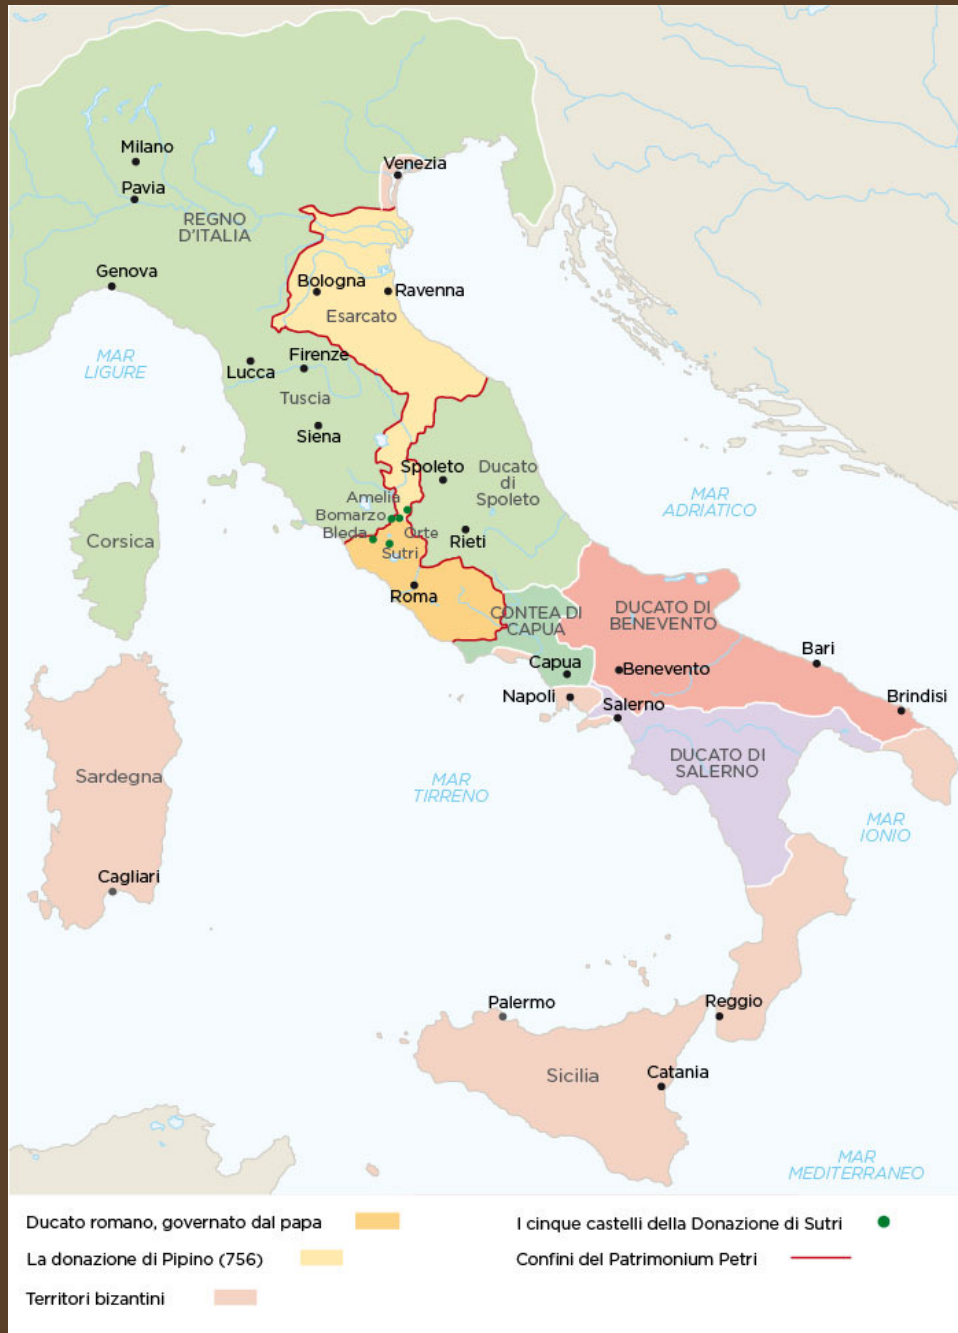 Milano
Venezia
Pavia
REGNO
D'ITALIA
Genova
Bologna
Ravenna
Esarcato
MAR
LIGURE
Firenze
Lucca
Tuscia
Siena
Spoleto
Ducato
di
Spoleto
MAR
ADRIATICO
Amelia
Bomarzo
Bleda
Orte
Sutri
Rieti
Corsica
Roma
CONTEA DI
CAPUA
DUCATO DI
BENEVENTO
Bari
Capua
Benevento
Napoli
Salerno
Brindisi
Sardegna
MAR
TIRRENO
DUCATO DI
SALERNO
MAR
IONIO
Cagliari
Palermo
Reggio
Sicilia
Catania
MAR
MEDITERRANEO
Ducato romano, governato dal papa
La donazione di Pipino (756)
Territori bizantini
I cinque castelli della Donazione di Sutri
Confini del Patrimonium Petri